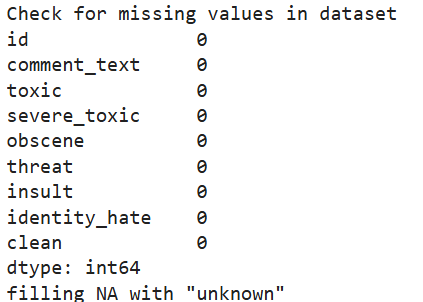 Check for missing values in dataset
id 0
comment_text 0
toxic 0
severe_toxic 0
obscene 0
threat 0
insult 0
identity_hate 0
clean 0
dtype: int64
filling NA with "unknown"